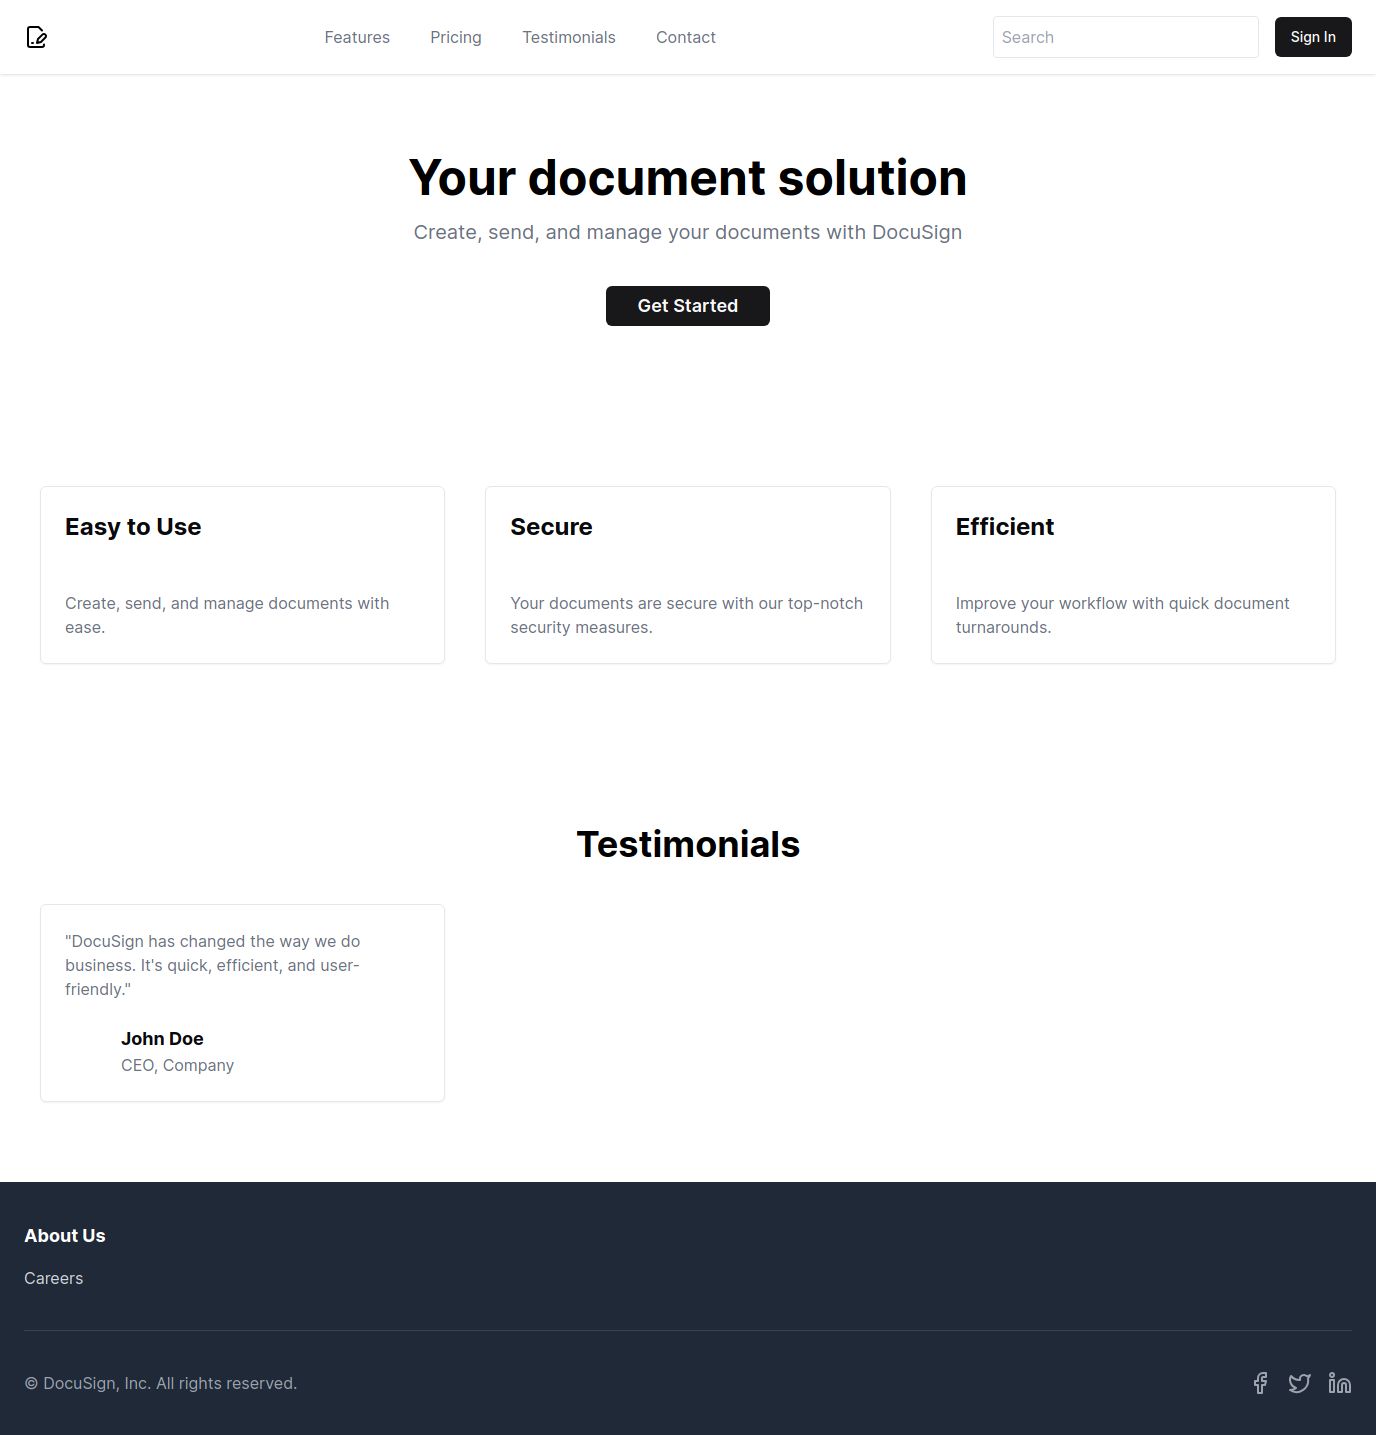 Features Pricing Testimonials Contact Search Sign In
Your document solution
Create, send, and manage your documents with DocuSign
Get Started
Easy to Use
Create, send, and manage documents with
ease.
Secure
Your documents are secure with our top-notch
security measures.
Efficient
Improve your workflow with quick document
turnarounds.
Testimonials
"DocuSign has changed the way we do
business. It's quick, efficient, and user-
friendly."
John Doe
CEO, Company
About Us
Careers
© DocuSign, Inc. All rights reserved.